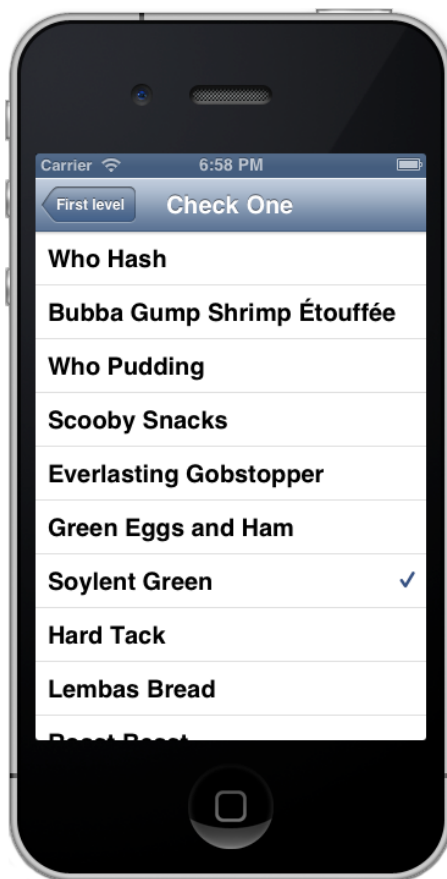 Carrier 6:58 PM
First level Check One
Who Hash
Bubba Gump Shrimp Étouffée
Who Pudding
Scooby Snacks
Everlasting Gobstopper
Green Eggs and Ham
Soylent Green
Hard Tack
Lembas Bread